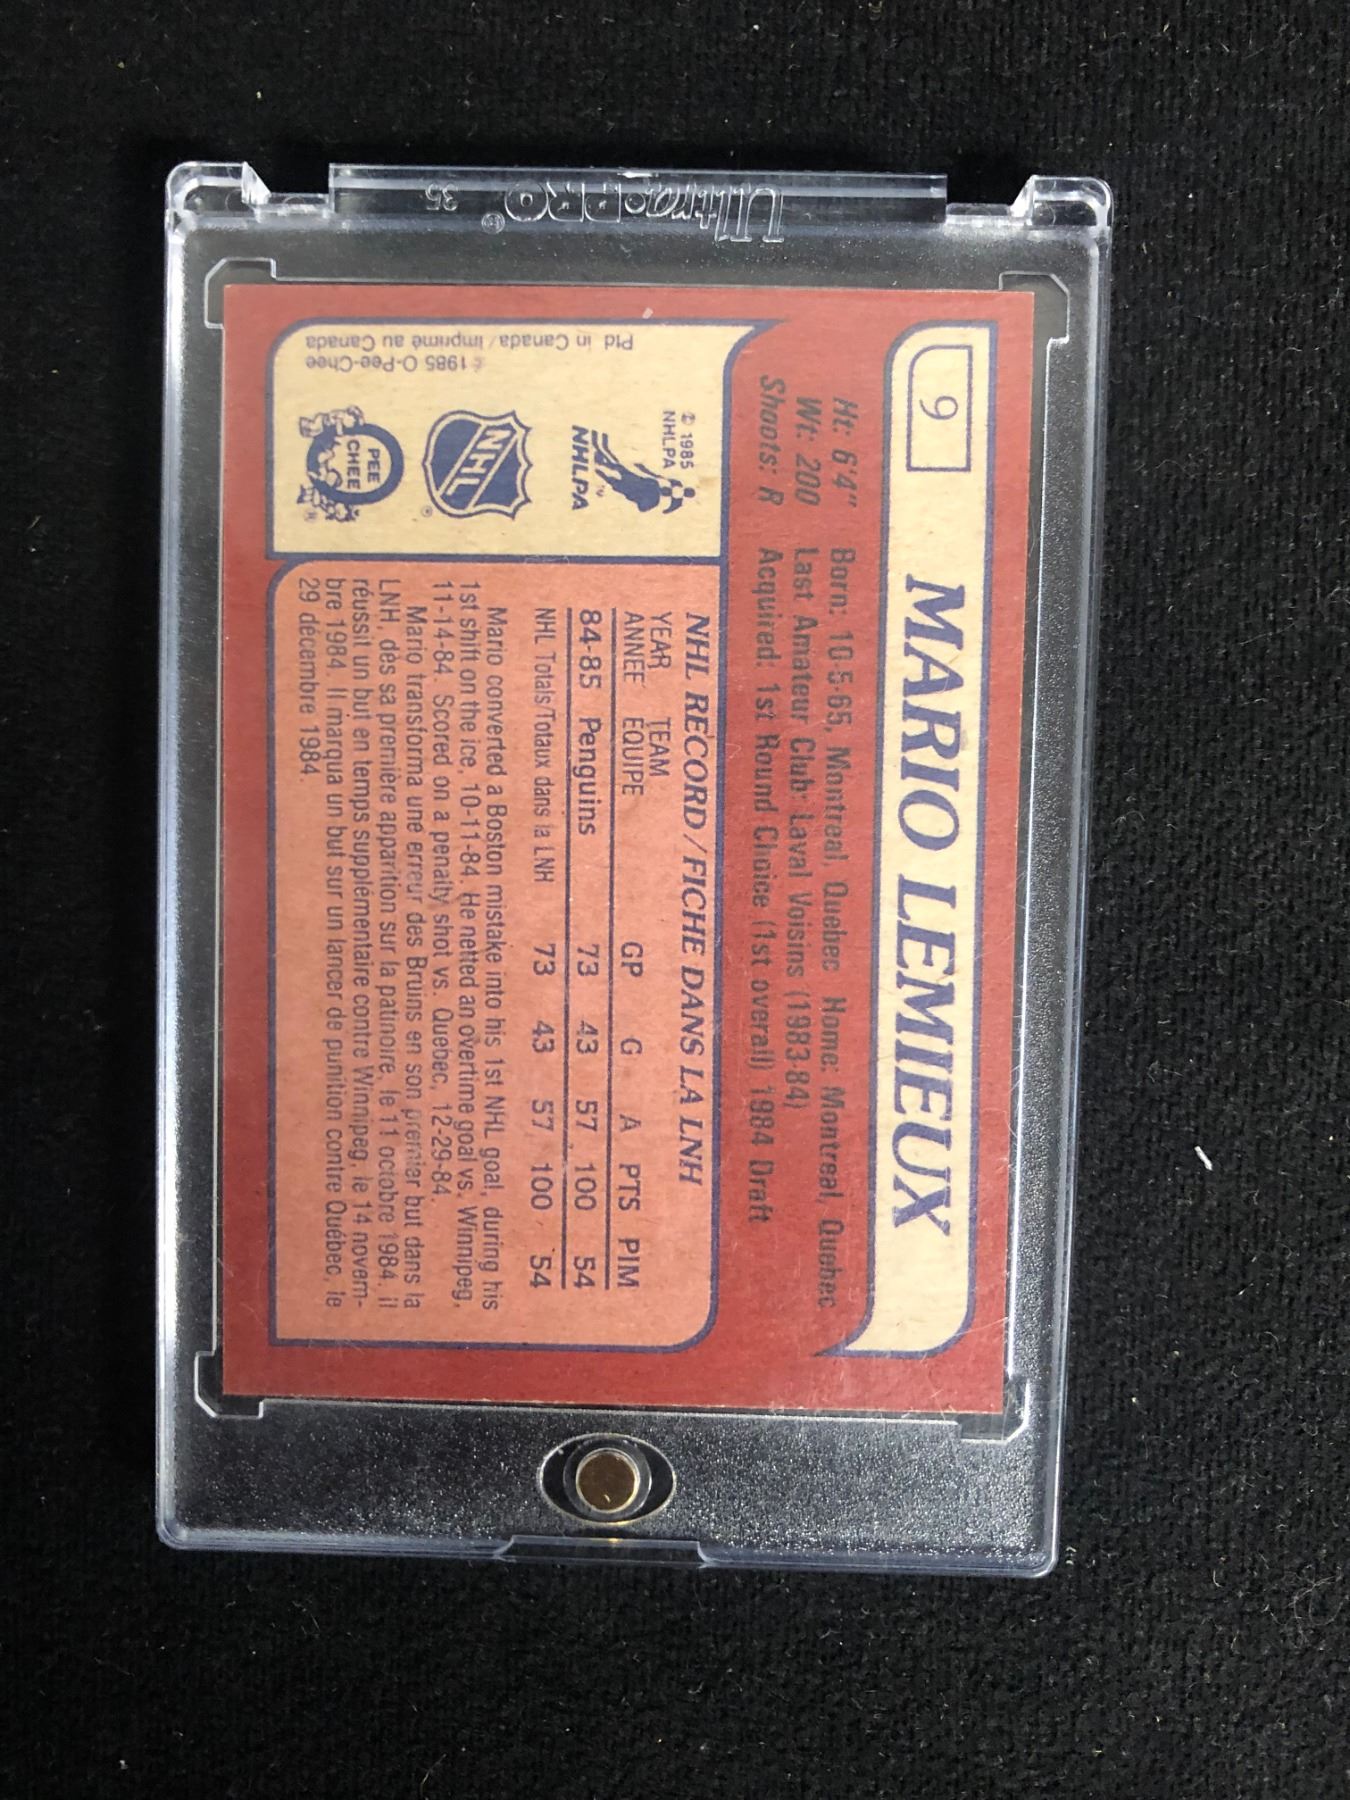 UltraPRO® 35
9
MARIO LEMIEUX
Ht: 6'4" Born: 10-5-65, Montreal, Quebec Home: Montreal, Quebec
Wt: 200 Last Amateur Club: Laval Voisins (1983-84)
Shoots: R Acquired: 1st Round Choice (1st overall) 1984 Draft
© 1985
NHLPA
NHLPA
™
NHL
®
O
PEE
CHEE
®
© 1985 O-Pee-Chee
Ptd in Canada/Imprimé au Canada
NHL RECORD/FICHE DANS LA LNH
YEAR TEAM
ANNEE EQUIPE GP G A PTS PIM
84-85 Penguins 73 43 57 100 54
NHL Totals/Totaux dans la LNH 73 43 57 100 54
Mario converted a Boston mistake into his 1st NHL goal, during his
1st shift on the ice, 10-11-84. He netted an overtime goal vs. Winnipeg,
11-14-84. Scored on a penalty shot vs. Quebec, 12-29-84.
Mario transforma une erreur des Bruins en son premier but dans la
LNH, dès sa première apparition sur la patinoire, le 11 octobre 1984. Il
réussit un but en temps supplémentaire contre Winnipeg, le 14 novem-
bre 1984. Il marqua un but sur un lancer de punition contre Québec, le
29 décembre 1984.